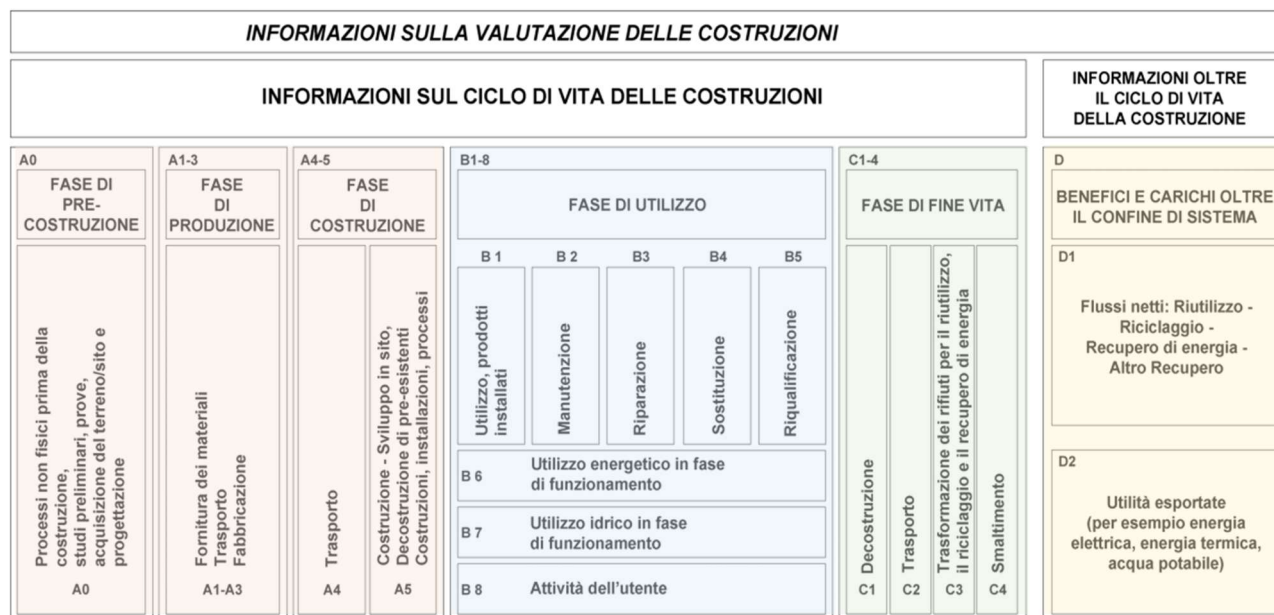 INFORMAZIONI SULLA VALUTAZIONE DELLE COSTRUZIONI
INFORMAZIONI SUL CICLO DI VITA DELLE COSTRUZIONI
INFORMAZIONI OLTRE
IL CICLO DI VITA
DELLA COSTRUZIONE
A0
FASE DI
PRE-
COSTRUZIONE
Processi non fisici prima della
costruzione,
studi preliminari, prove,
acquisizione del terreno/sito e
progettazione
A0
A1-3
FASE
DI
PRODUZIONE
Fornitura dei materiali
Trasporto
Fabbricazione
A1-A3
A4-5
FASE
DI
COSTRUZIONE
Trasporto
A4
Costruzione - Sviluppo in sito,
Decostruzione di pre-esistenti
Costruzioni, installazioni, processi
A5
B1-8
FASE DI UTILIZZO
B 1
Utilizzo, prodotti
installati
B 2
Manutenzione
B3
Riparazione
B4
Sostituzione
B5
Riqualificazione
B 6
Utilizzo energetico in fase
di funzionamento
B 7
Utilizzo idrico in fase
di funzionamento
B 8
Attività dell'utente
C1-4
FASE DI FINE VITA
Decostruzione
C1
Trasporto
C2
Trasformazione dei rifiuti per il riutilizzo,
il riciclaggio e il recupero di energia
C3
Smaltimento
C4
D
BENEFICI E CARICHI OLTRE
IL CONFINE DI SISTEMA
D1
Flussi netti: Riutilizzo -
Riciclaggio -
Recupero di energia -
Altro Recupero
D2
Utilità esportate
(per esempio energia
elettrica, energia termica,
acqua potabile)